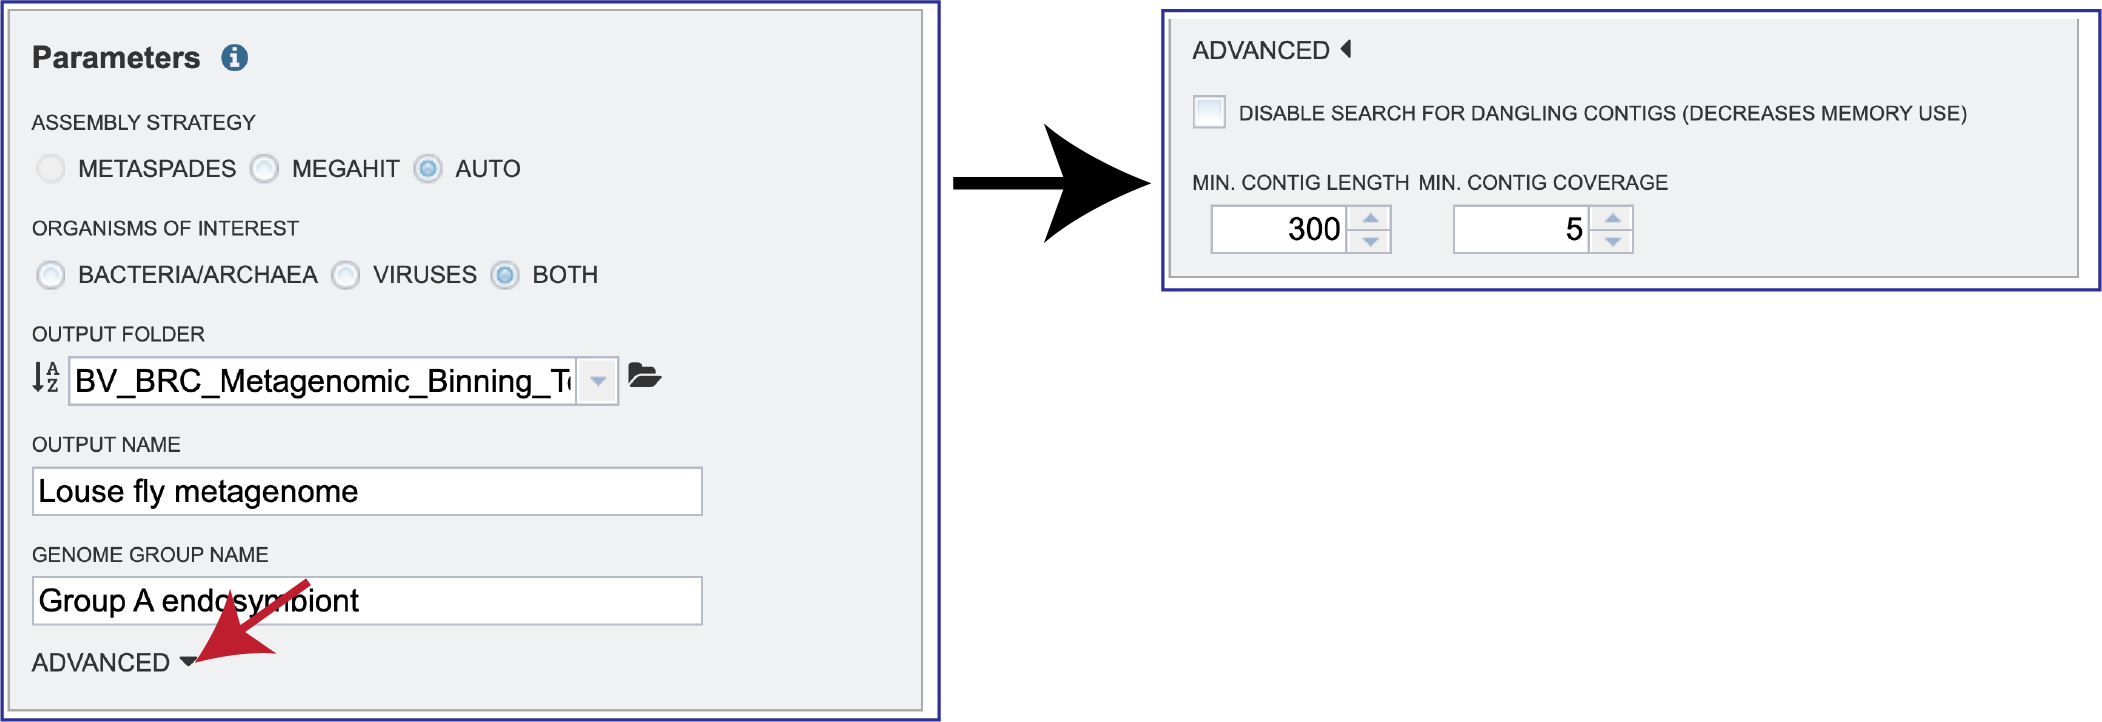 Parameters
ASSEMBLY STRATEGY
METASPADES MEGAHIT AUTO
ORGANISMS OF INTEREST
BACTERIA/ARCHAEA VIRUSES BOTH
OUTPUT FOLDER
BV_BRC_Metagenomic_Binning_T
OUTPUT NAME
Louse fly metagenome
GENOME GROUP NAME
Group A endosymbiont
ADVANCED
ADVANCED
DISABLE SEARCH FOR DANGLING CONTIGS (DECREASES MEMORY USE)
MIN. CONTIG LENGTH MIN. CONTIG COVERAGE
300 5